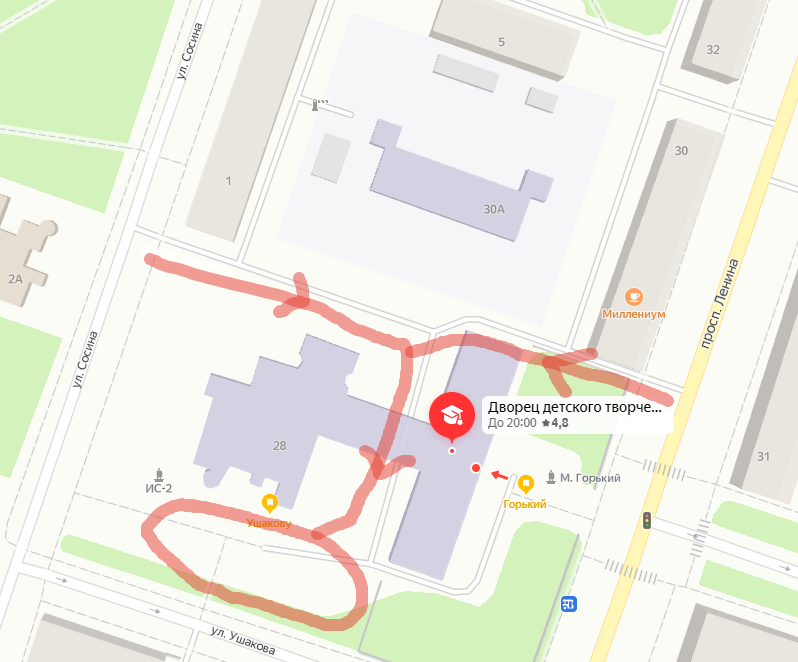 ул. Сосина
5
32
30
1
30А
2А
Миллениум
просп. Ленина
ул. Сосина
Дворец детского творче...
До 20:00 ★4,8
28
31
ИС-2
М. Горький
Горький
Ушакову
ул. Ушакова